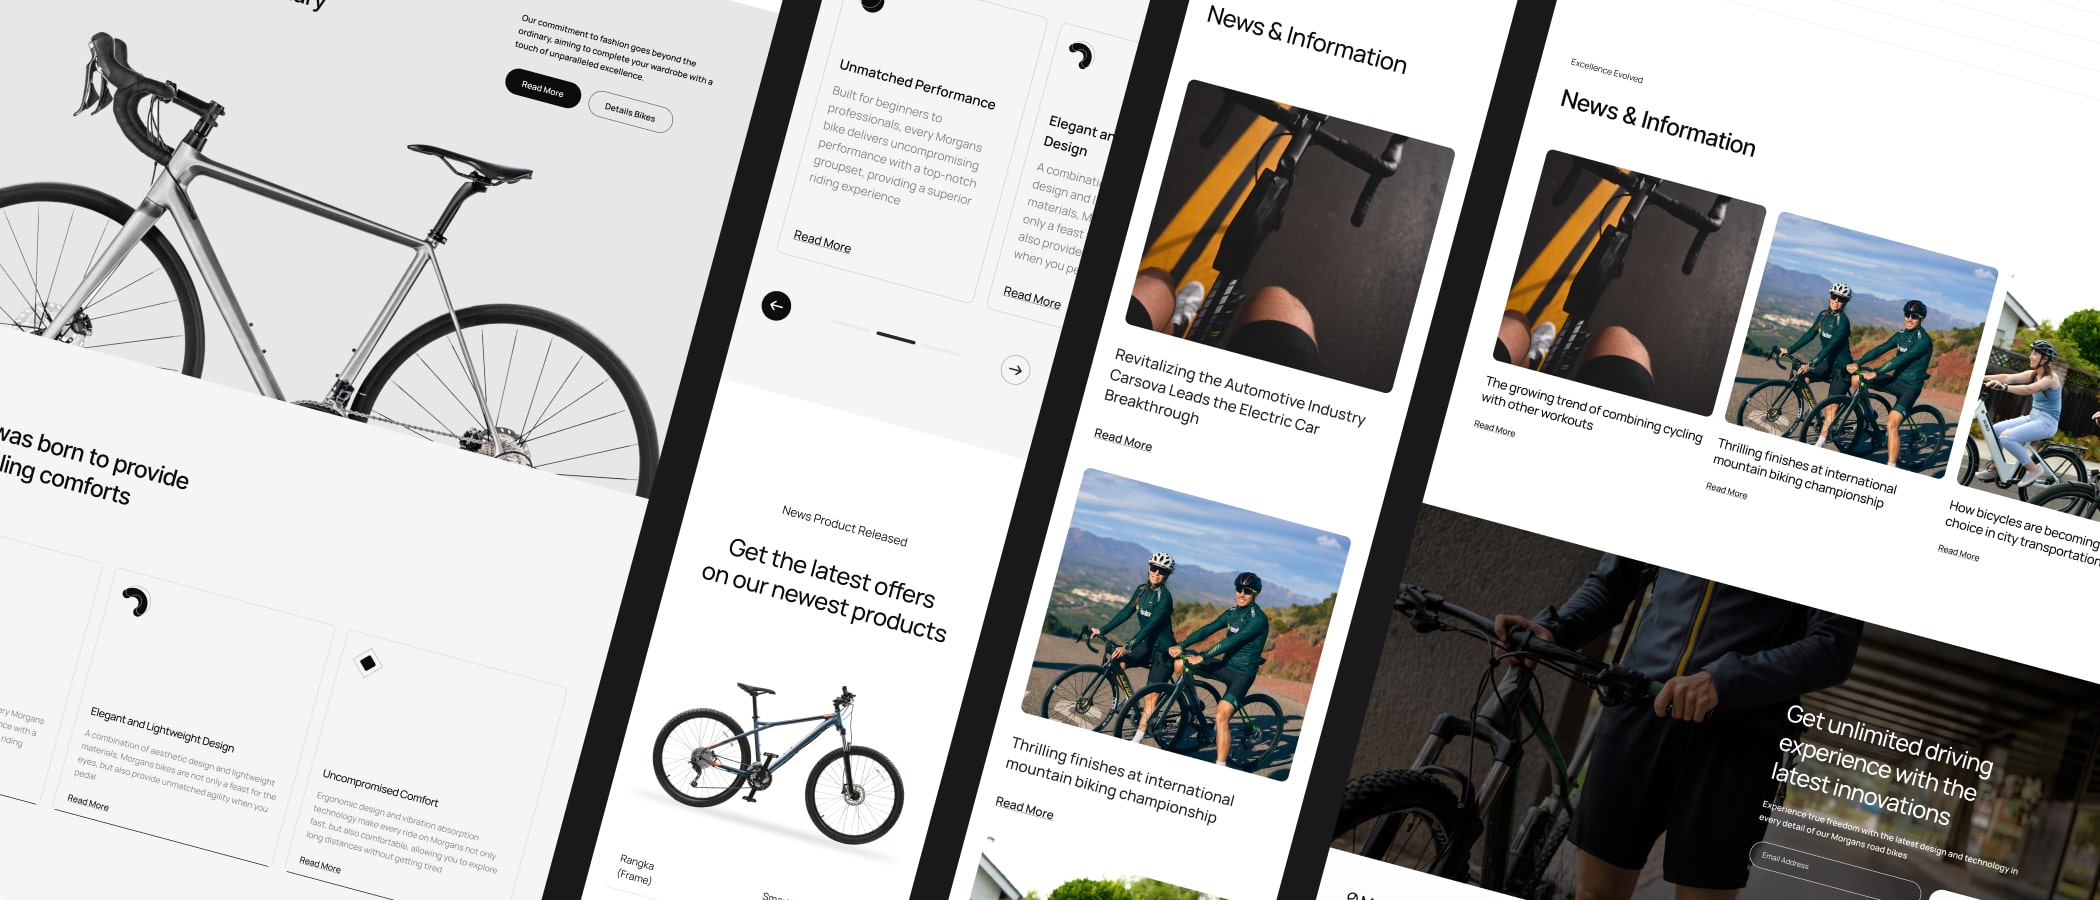 Our commitment to fashion goes beyond the
ordinary, aiming to complete your wardrobe with a
touch of unparalleled excellence.
Read More
Details Bikes
was born to provide
comforts
Elegant and Lightweight Design
A combination of aesthetic design and lightweight
materials, Morgans bikes are not only a feast for the
eyes, but also provide unmatched agility when you
pedal
Read More
Uncompromised Comfort
Ergonomic design and vibration absorption
technology make every ride on Morgans not only
fast, but also comfortable, allowing you to explore
long distances without getting tired
Read More
Morgans
with a
riding
Unmatched Performance
Built for beginners to
professionals, every Morgans
bike delivers uncompromising
performance with a top-notch
groupset, providing a superior
riding experience
Read More
Elegant
Design
A
design and
materials,
only a feast
also provide
when you
Read More
News Product Released
Get the latest offers
on our newest products
Rangka
(Frame)
News & Information
Revitalizing the Automotive Industry
Carsova Leads the Electric Car
Breakthrough
Read More
Thrilling finishes at international
mountain biking championship
Read More
Excellence Evolved
News & Information
The growing trend of combining cycling
with other workouts
Read More
Thrilling finishes at international
mountain biking championship
Read More
How bicycles are becoming
choice in city transportation
Read More
Get unlimited driving
experience with the
latest innovations
Experience true freedom with the latest design and technology in
every detail of our Morgans road bikes
Email Address